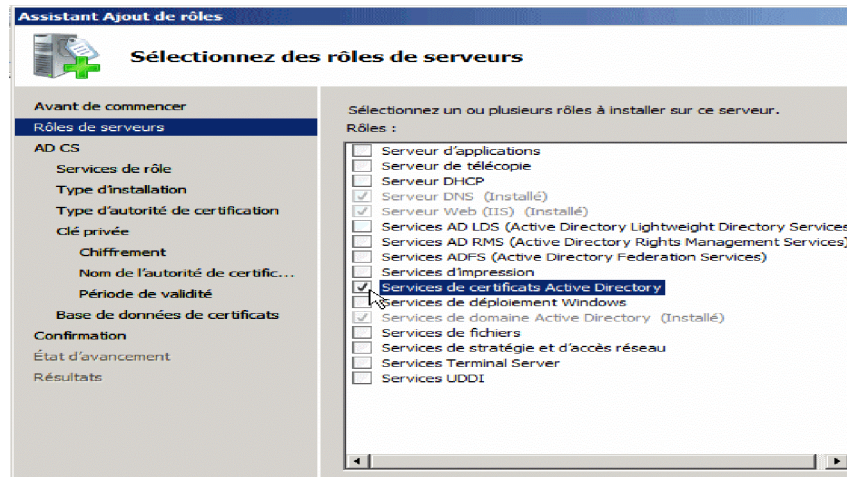 Assistant Ajout de rôles
Sélectionnez des rôles de serveurs
Avant de commencer
Rôles de serveurs
AD CS
Services de rôle
Type d'installation
Type d'autorité de certification
Clé privée
Chiffrement
Nom de l'autorité de certific...
Période de validité
Base de données de certificats
Confirmation
État d'avancement
Résultats
Sélectionnez un ou plusieurs rôles à installer sur ce serveur.
Rôles :
Serveur d'applications
Serveur de télécopie
Serveur DHCP
Serveur DNS (Installé)
Serveur Web (IIS) (Installé)
Services AD LDS (Active Directory Lightweight Directory Services
Services AD RMS (Active Directory Rights Management Services)
Services ADFS (Active Directory Federation Services)
Services d'impression
Services de certificats Active Directory
Services de déploiement Windows
Services de domaine Active Directory (Installé)
Services de fichiers
Services de stratégie et d'accès réseau
Services Terminal Server
Services UDDI